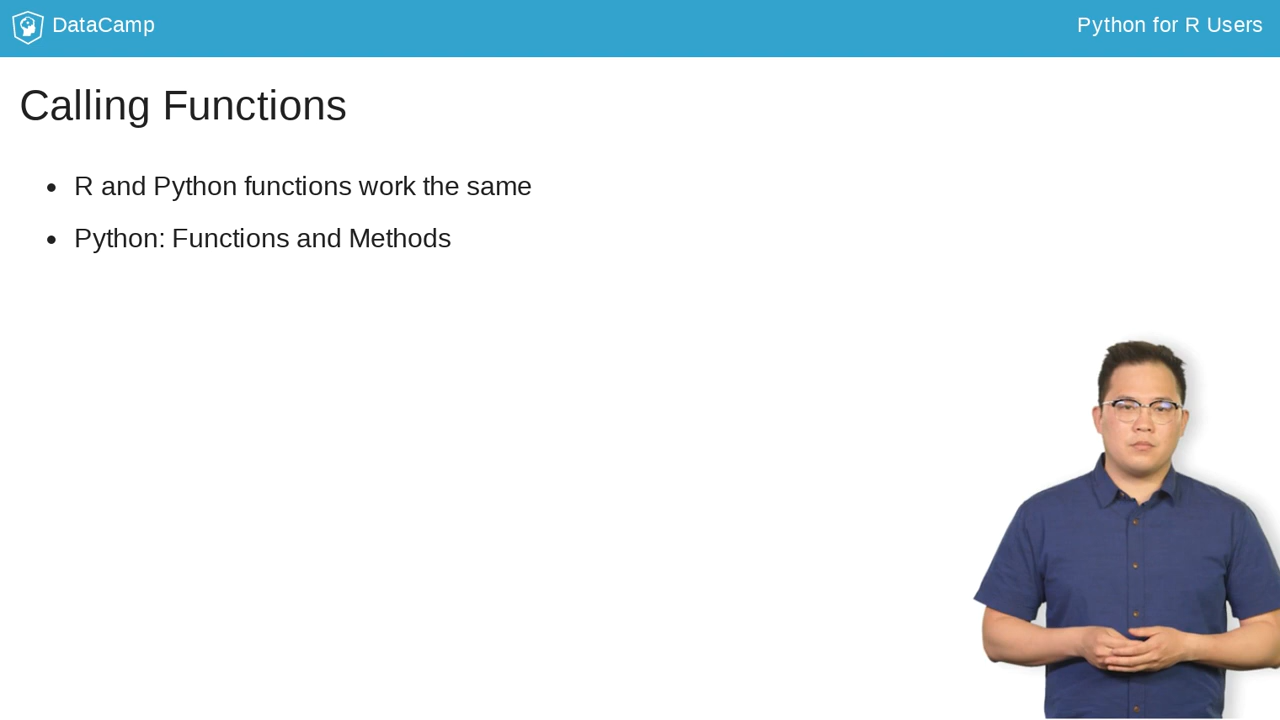 DataCamp
Python for R Users
Calling Functions
• R and Python functions work the same
• Python: Functions and Methods